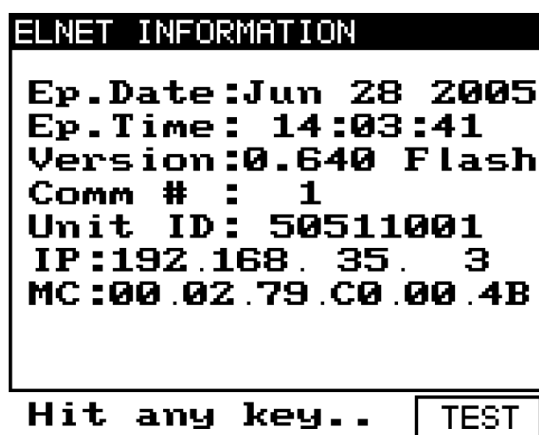 ELNET INFORMATION
Ep.Date:Jun 28 2005
Ep.Time: 14:03:41
Version:0.640 Flash
Comm # :  1
Unit ID: 50511001
IP:192.168. 35.  3
MC:00.02.79.C0.00.4B
Hit any key..
TEST